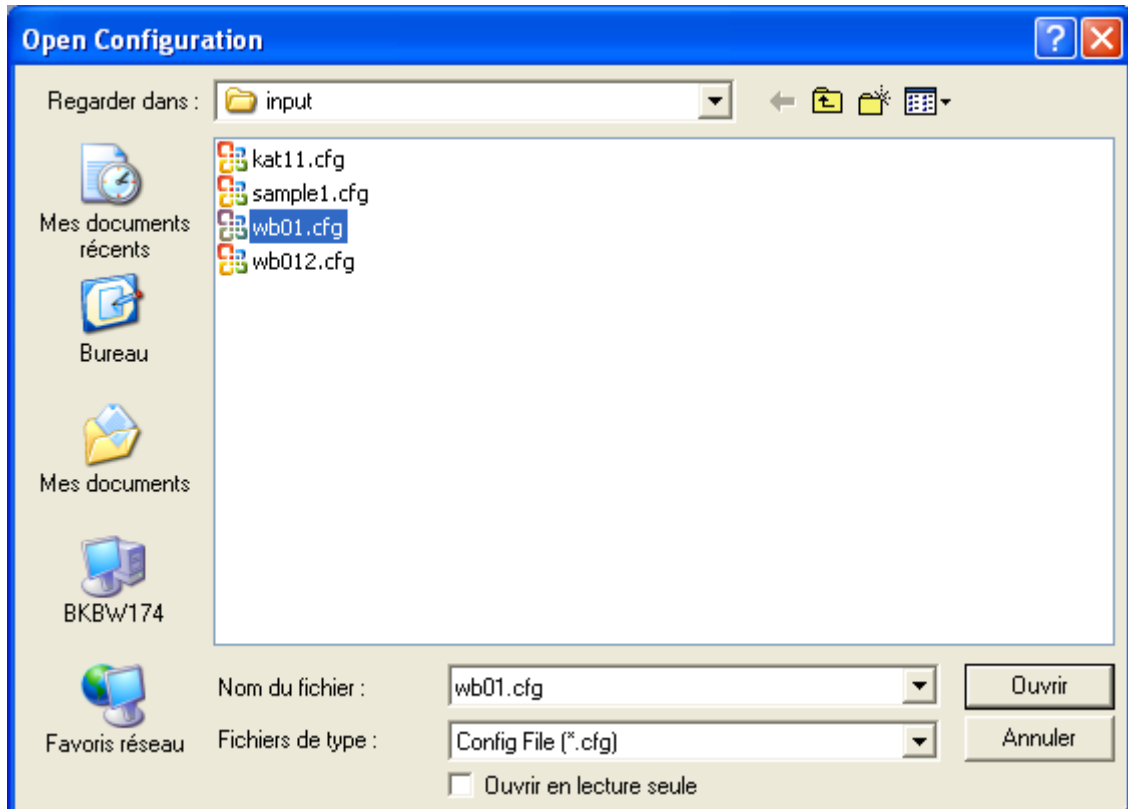 Open Configuration
Regarder dans :
input
kat11.cfg
sample1.cfg
wb01.cfg
wb012.cfg
Mes documents
récents
Bureau
Mes documents
BKBW174
Favoris réseau
Nom du fichier :
wb01.cfg
Ouvrir
Fichiers de type :
Config File (*.cfg)
Annuler
Ouvrir en lecture seule